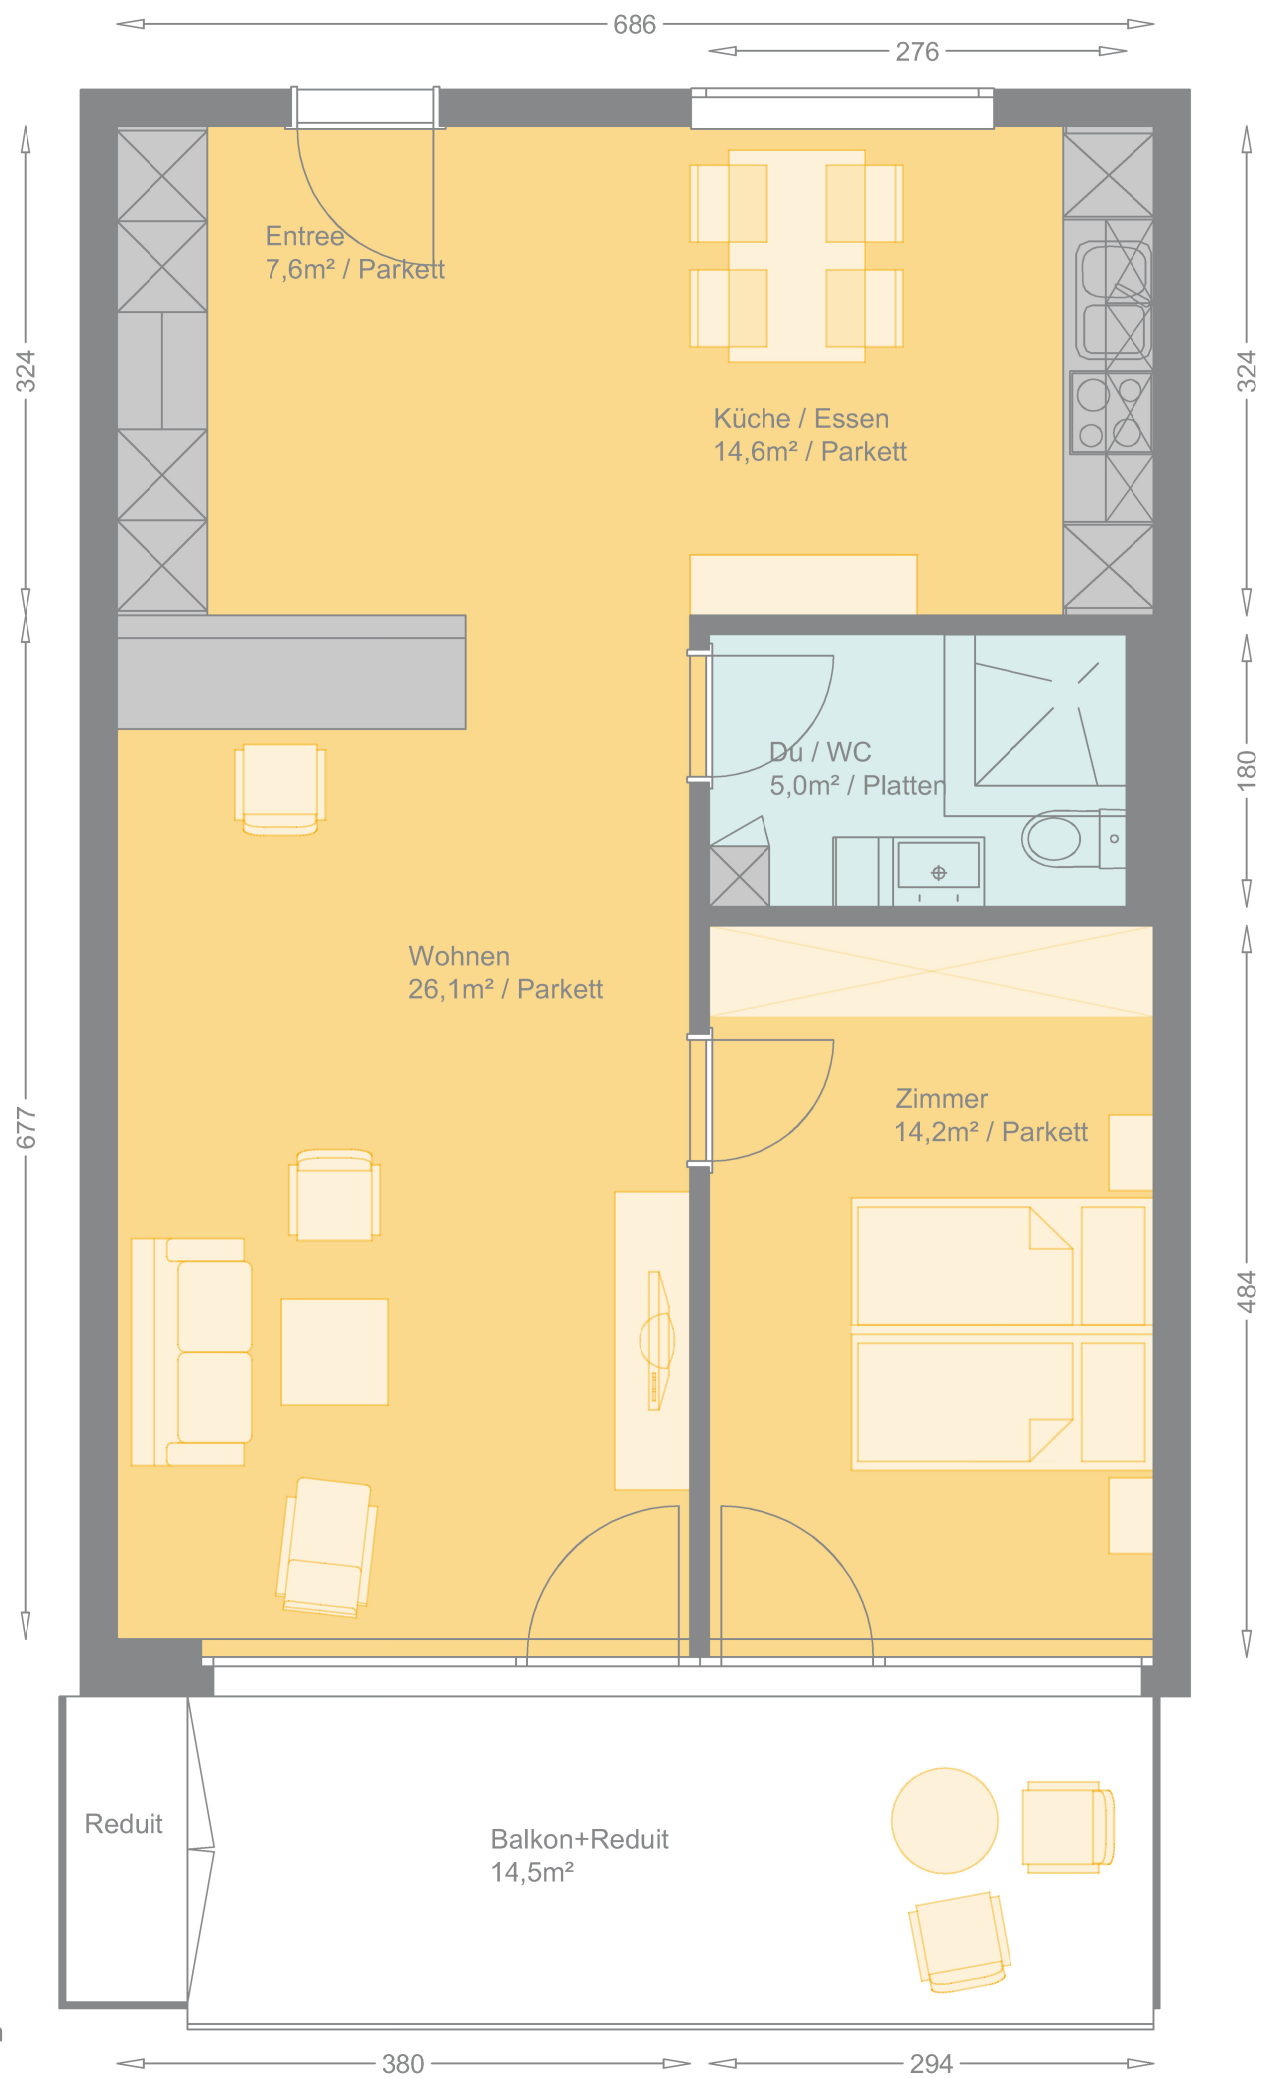 686
276
Entree
7,6m² / Parkett
324
324
Küche / Essen
14,6m² / Parkett
Du / WC
5,0m² / Platten
180
Wohnen
26,1m² / Parkett
Zimmer
14,2m² / Parkett
677
484
Reduit
Balkon+Reduit
14,5m²
380
294